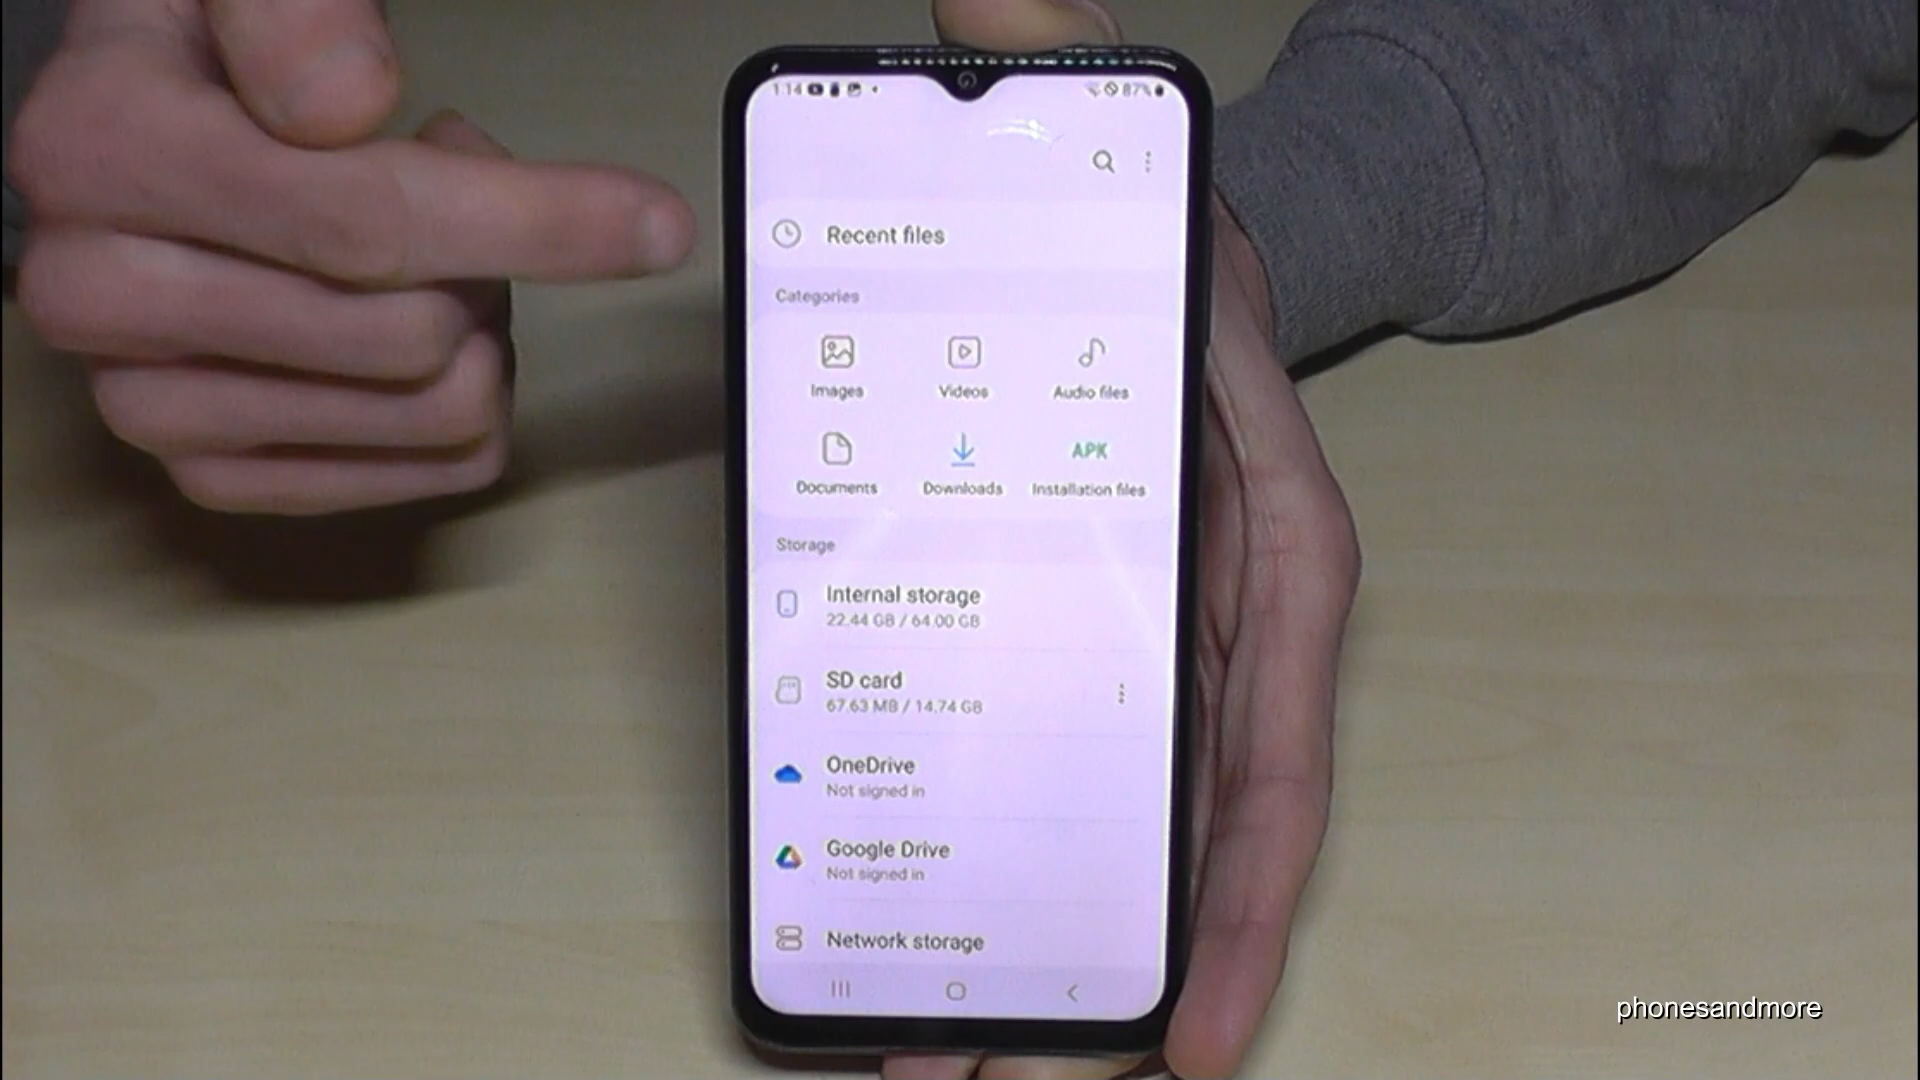 1:14 87%
Recent files
Categories
Images Videos Audio files
APK
Documents Downloads Installation files
Storage
Internal storage
22.44 GB / 64.00 GB
SD card
67.63 MB / 14.74 GB
OneDrive
Not signed in
Google Drive
Not signed in
Network storage
phonesandmore